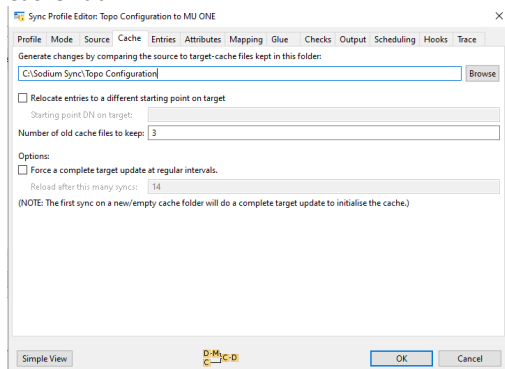 Sync Profile Editor: Topo Configuration to MU ONE
Profile Mode Source Cache Entries Attributes Mapping Glue Checks Output Scheduling Hooks Trace
Generate changes by comparing the source to target-cache files kept in this folder:
C:\Sodium Sync\Topo Configuration Browse
Relocate entries to a different starting point on target
Starting point DN on target:
Number of old cache files to keep: 3
Options:
Force a complete target update at regular intervals.
Reload after this many syncs: 14
(NOTE: The first sync on a new/empty cache folder will do a complete target update to initialise the cache.)
Simple View D-M C C-D OK Cancel